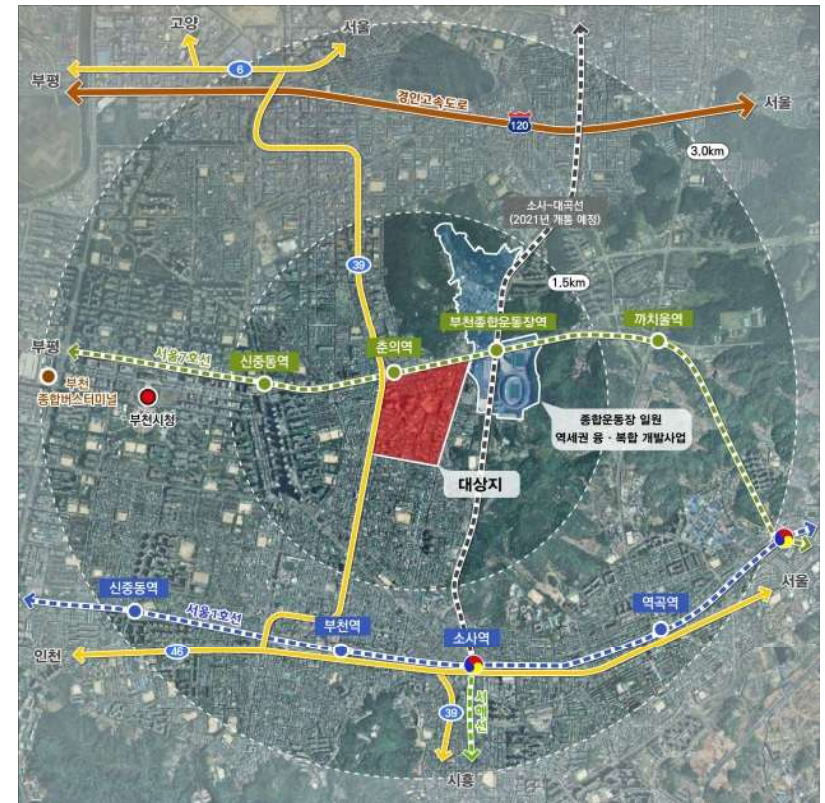 고양
서울
6
부평
경인고속도로
120
서울
3.0km
소사-대곡선
(2021년 개통 예정)
39
1.5km
부천종합운동장역
까치울역
부평
서울7호선
신중동역
춘의역
부천
종합버스터미널
부천시청
종합운동장 일원
역세권 융·복합 개발사업
대상지
신중동역
서울1호선
부천역
소사역
역곡역
서울
인천
46
39
서해선
시흥